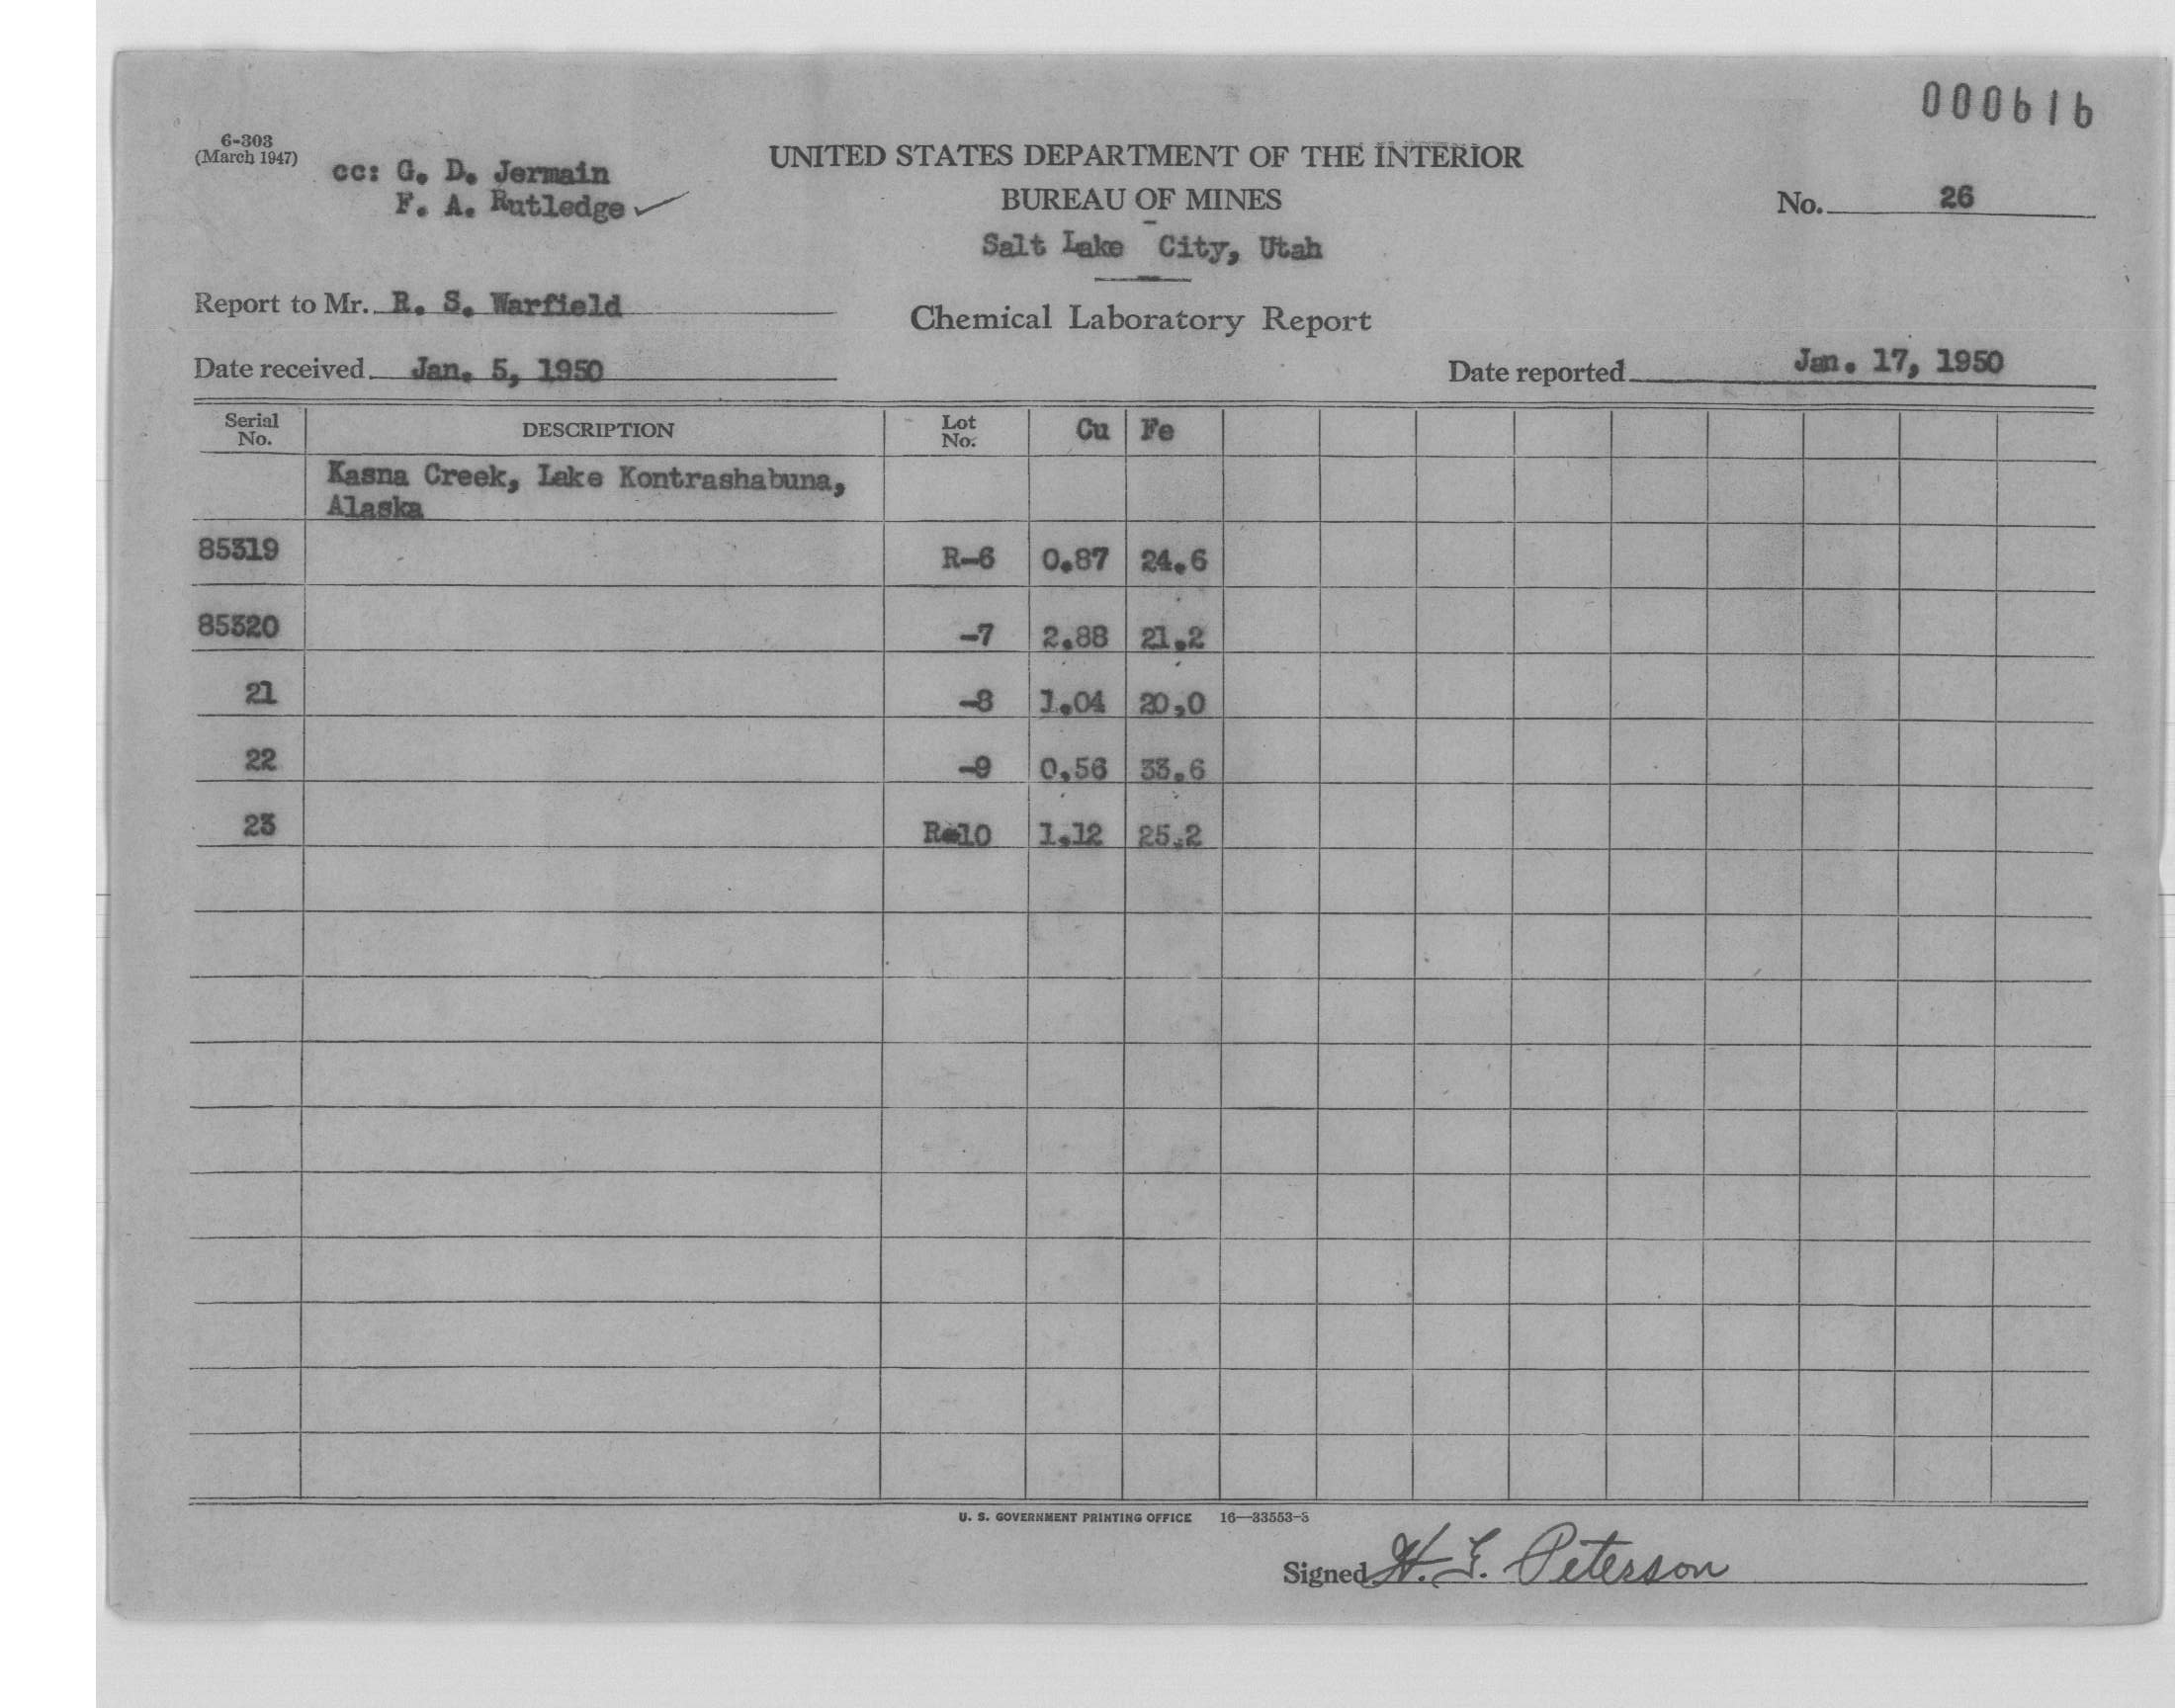 000616
6-303
(March 1947)
cc: G. D. Jermain
F. A. Rutledge ✓
UNITED STATES DEPARTMENT OF THE INTERIOR
BUREAU OF MINES
Salt Lake City, Utah
No. 26
Report to Mr. R. S. Warfield
Chemical Laboratory Report
Date received Jan. 5, 1950
Date reported Jan. 17, 1950
Serial No. DESCRIPTION Lot No. Cu Fe
Kasna Creek, Lake Kontrashabuna,
Alaska
85319 R-6 0.87 24.6
85320 -7 2.88 21.2
21 -8 1.04 20.0
22 -9 0.56 33.6
23 R-10 1.12 25.2
U. S. GOVERNMENT PRINTING OFFICE 16—33553-3
Signed H. E. Peterson